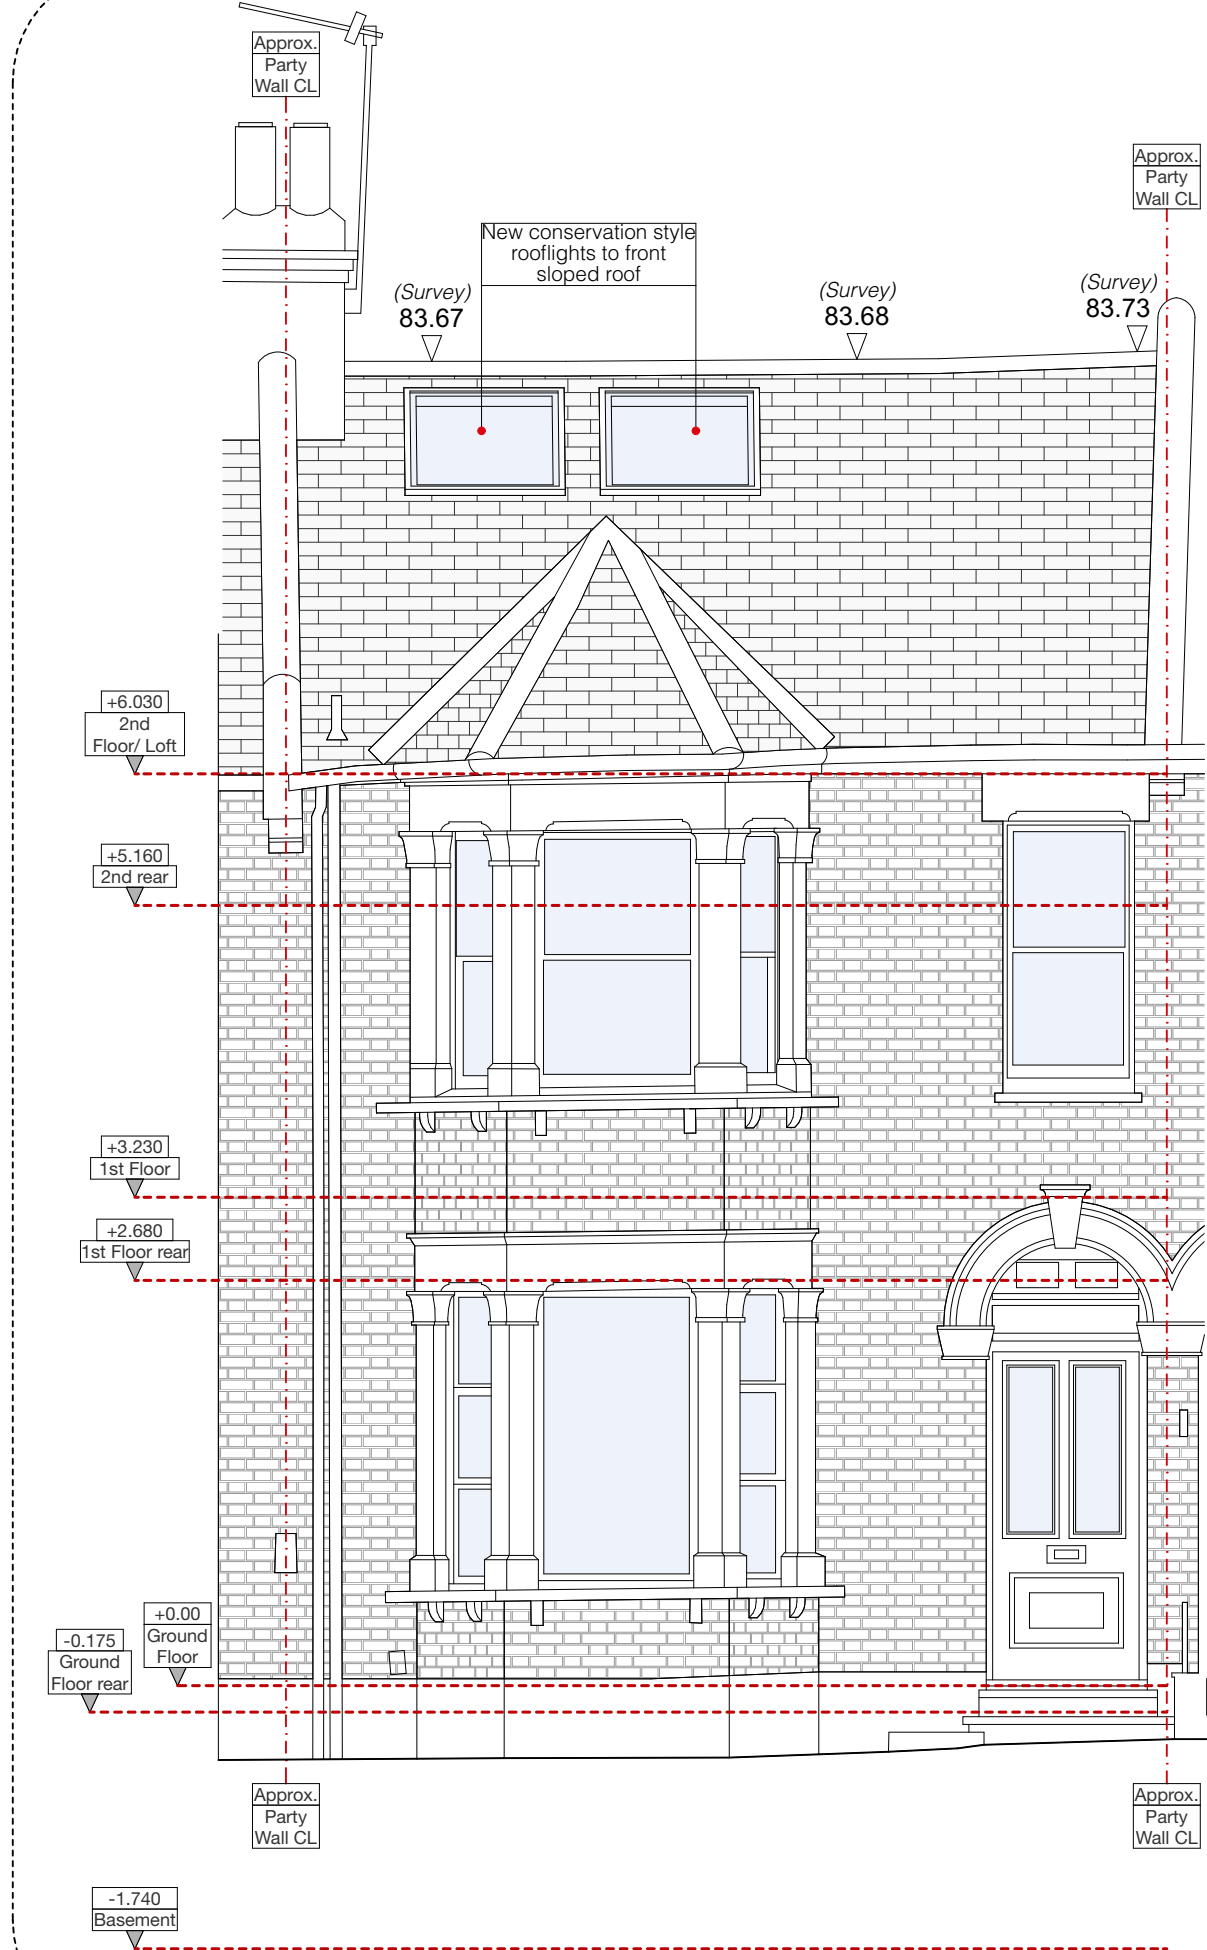 Approx.
Party
Wall CL
Approx.
Party
Wall CL
New conservation style
rooflights to front
sloped roof
(Survey)
83.67
(Survey)
83.68
(Survey)
83.73
+6.030
2nd
Floor/ Loft
+5.160
2nd rear
+3.230
1st Floor
+2.680
1st Floor rear
+0.00
Ground
Floor
-0.175
Ground
Floor rear
Approx.
Party
Wall CL
Approx.
Party
Wall CL
-1.740
Basement